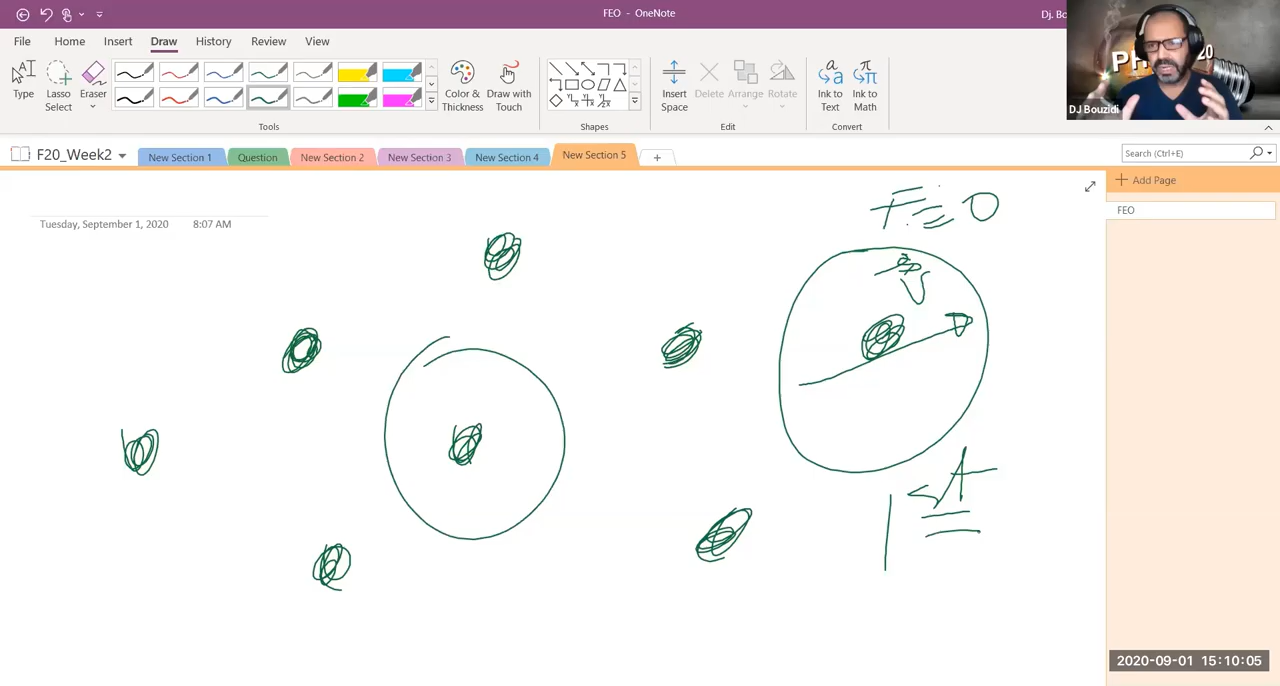 FEO - OneNote
Dj. Bo
File Home Insert Draw History Review View
Type
Lasso Select
Eraser
Color & Thickness
Draw with Touch
Insert Space
Delete
Arrange
Rotate
Ink to Text
Ink to Math
Tools
Shapes
Edit
Convert
DJ Bouzidi
F20_Week2
New Section 1
Question
New Section 2
New Section 3
New Section 4
New Section 5
Search (Ctrl+E)
Add Page
FEO
Tuesday, September 1, 2020 8:07 AM
F = 0
V
1st
2020-09-01 15:10:05